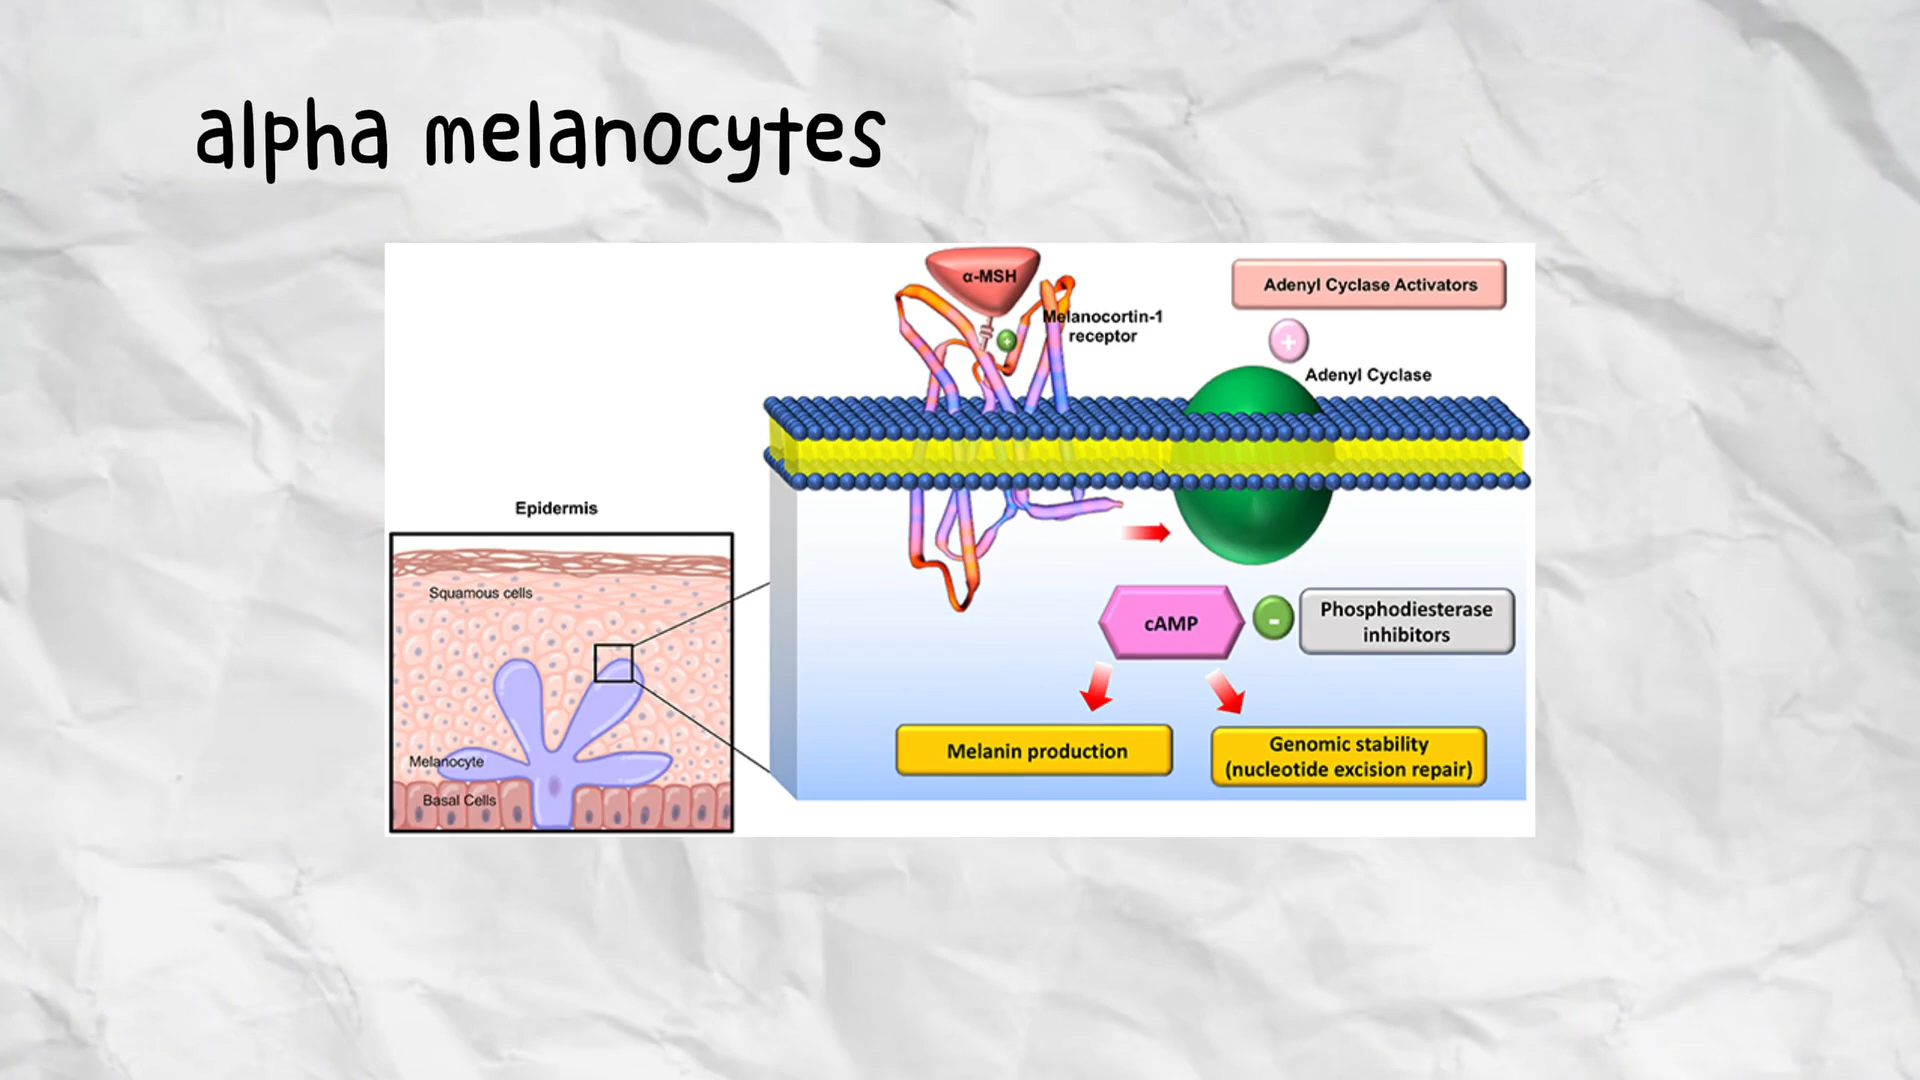 alpha melanocytes
α-MSH
Melanocortin-1
receptor
Adenyl Cyclase Activators
+
+
Adenyl Cyclase
Epidermis
Squamous cells
Melanocyte
Basal Cells
cAMP
-
Phosphodiesterase
inhibitors
Melanin production
Genomic stability
(nucleotide excision repair)